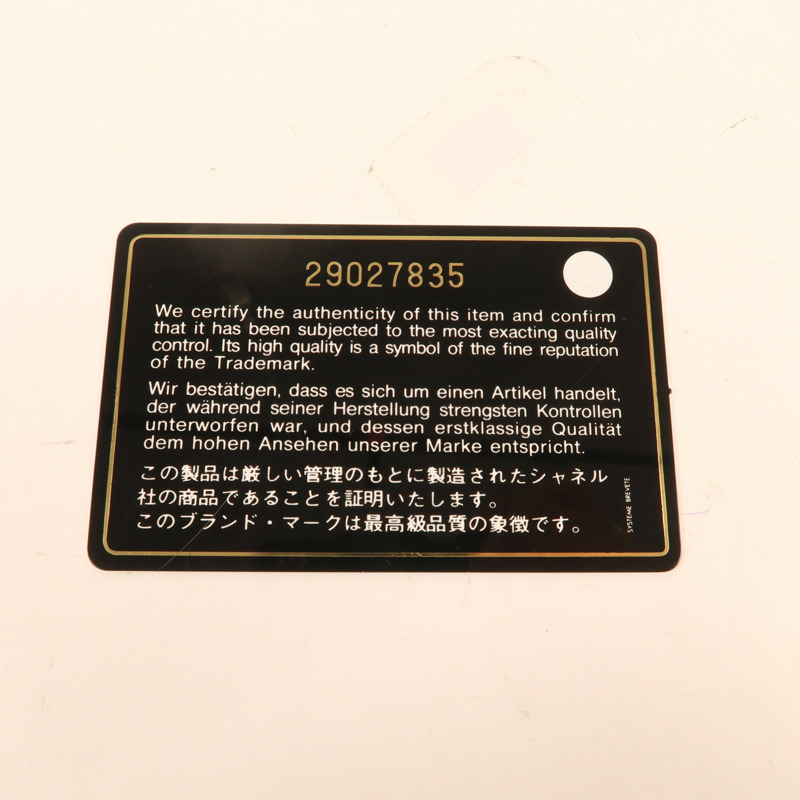 29027835
We certify the authenticity of this item and confirm
that it has been subjected to the most exacting quality
control. Its high quality is a symbol of the fine reputation
of the Trademark.
Wir bestätigen, dass es sich um einen Artikel handelt,
der während seiner Herstellung strengsten Kontrollen
unterworfen war, und dessen erstklassige Qualität
dem hohen Ansehen unserer Marke entspricht.
この製品は厳しい管理のもとに製造されたシャネル
社の商品であることを証明いたします。
このブランド・マークは最高級品質の象徴です。
SYSTEME BREVETE